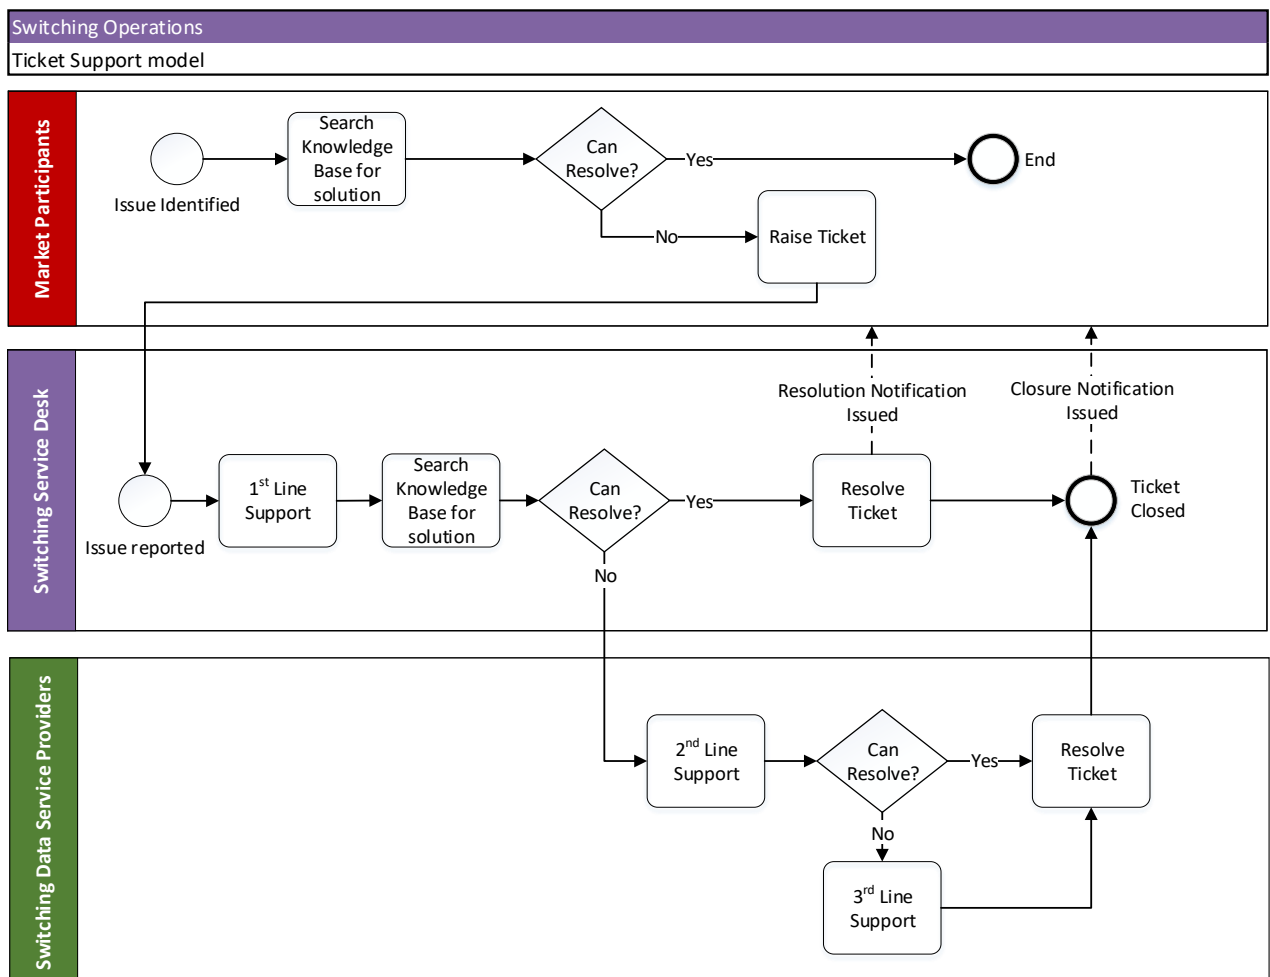 Switching Operations
Ticket Support model
Market Participants
Issue Identified
Search
Knowledge
Base for
solution
Can
Resolve?
Yes
End
No
Raise Ticket
Switching Service Desk
Issue reported
1st Line
Support
Search
Knowledge
Base for
solution
Can
Resolve?
Yes
No
Resolve
Ticket
Resolution Notification
Issued
Closure Notification
Issued
Ticket
Closed
Switching Data Service Providers
2nd Line
Support
Can
Resolve?
Yes
No
Resolve
Ticket
3rd Line
Support